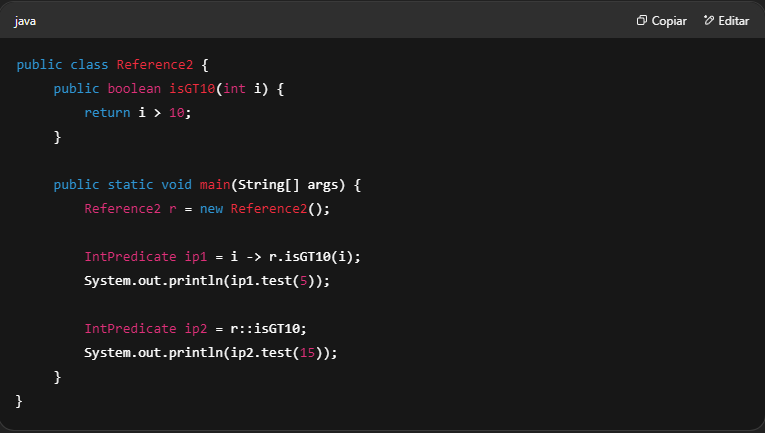 java
Copiar
Editar
public class Reference2 {
public boolean isGT10(int i) {
return i > 10;
}
public static void main(String[] args) {
Reference2 r = new Reference2();
IntPredicate ip1 = i -> r.isGT10(i);
System.out.println(ip1.test(5));
IntPredicate ip2 = r::isGT10;
System.out.println(ip2.test(15));
}
}